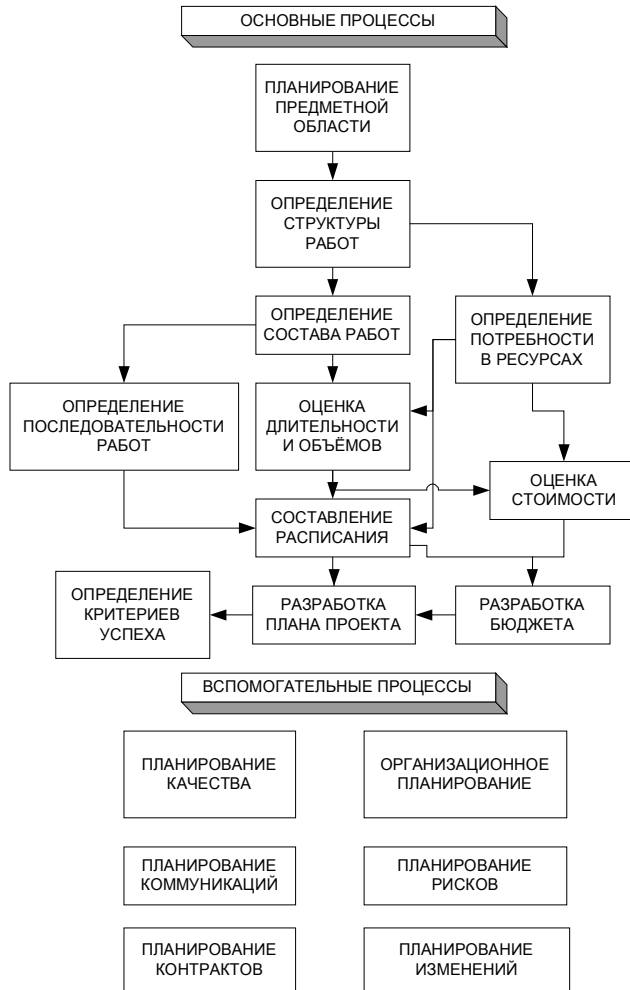 ОСНОВНЫЕ ПРОЦЕССЫ
ПЛАНИРОВАНИЕ
ПРЕДМЕТНОЙ
ОБЛАСТИ
ОПРЕДЕЛЕНИЕ
СТРУКТУРЫ
РАБОТ
ОПРЕДЕЛЕНИЕ
СОСТАВА РАБОТ
ОПРЕДЕЛЕНИЕ
ПОТРЕБНОСТИ
В РЕСУРСАХ
ОПРЕДЕЛЕНИЕ
ПОСЛЕДОВАТЕЛЬНОСТИ
РАБОТ
ОЦЕНКА
ДЛИТЕЛЬНОСТИ
И ОБЪЁМОВ
ОЦЕНКА
СТОИМОСТИ
СОСТАВЛЕНИЕ
РАСПИСАНИЯ
ОПРЕДЕЛЕНИЕ
КРИТЕРИЕВ
УСПЕХА
РАЗРАБОТКА
ПЛАНА ПРОЕКТА
РАЗРАБОТКА
БЮДЖЕТА
ВСПОМОГАТЕЛЬНЫЕ ПРОЦЕССЫ
ПЛАНИРОВАНИЕ
КАЧЕСТВА
ОРГАНИЗАЦИОННОЕ
ПЛАНИРОВАНИЕ
ПЛАНИРОВАНИЕ
КОММУНИКАЦИЙ
ПЛАНИРОВАНИЕ
РИСКОВ
ПЛАНИРОВАНИЕ
КОНТРАКТОВ
ПЛАНИРОВАНИЕ
ИЗМЕНЕНИЙ